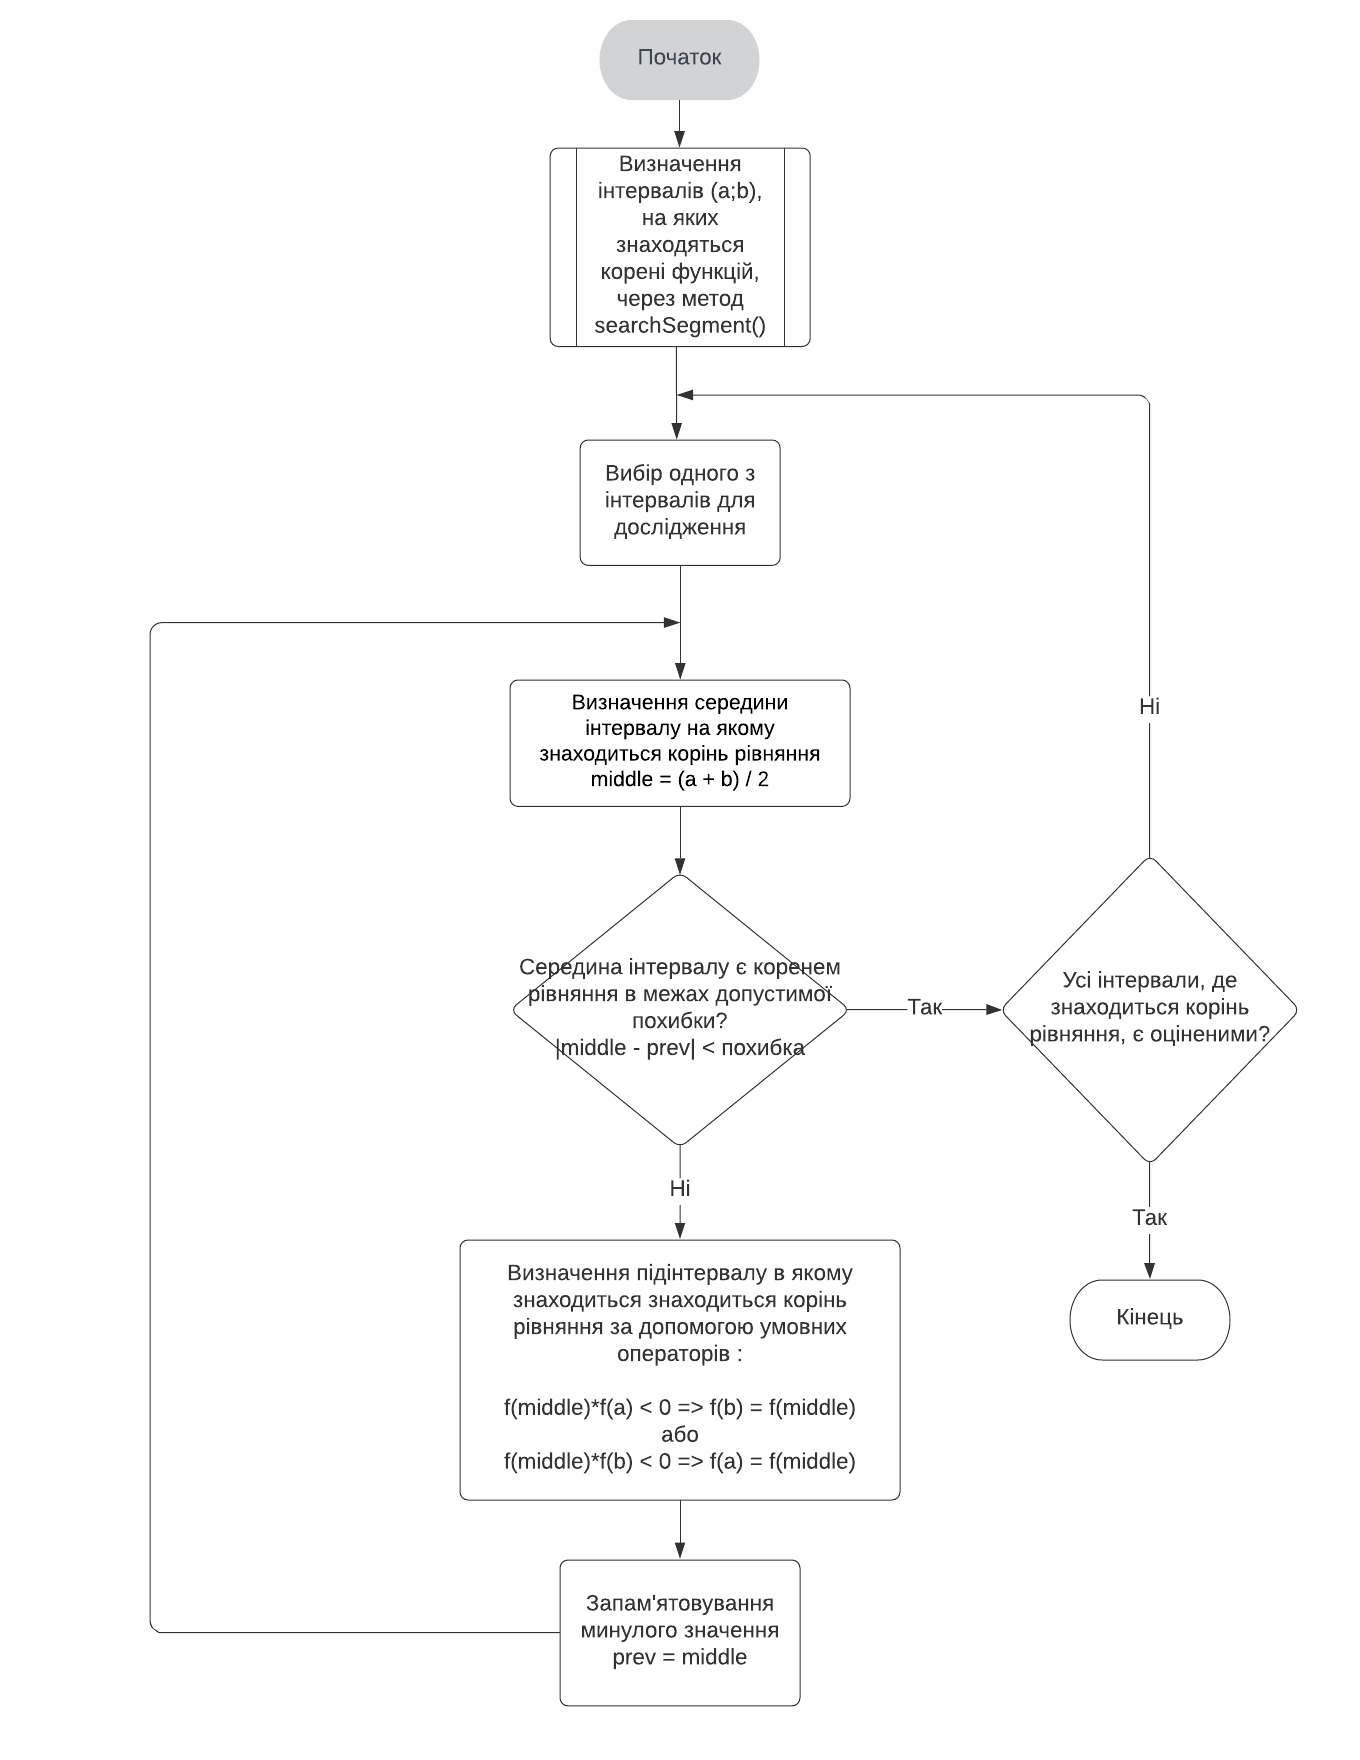 Початок
Визначення
інтервалів (a;b),
на яких
знаходяться
корені функцій,
через метод
searchSegment()
Вибір одного з
інтервалів для
дослідження
Визначення середини
інтервалу на якому
знаходиться корінь рівняння
middle = (a + b) / 2
Ні
Середина інтервалу є коренем
рівняння в межах допустимої
похибки?
|middle - prev| < похибка
Так
Усі інтервали, де
знаходиться корінь
рівняння, є оціненими?
Ні
Так
Визначення підінтервалу в якому
знаходиться знаходиться корінь
рівняння за допомогою умовних
операторів :
f(middle)*f(a) < 0 => f(b) = f(middle)
або
f(middle)*f(b) < 0 => f(a) = f(middle)
Кінець
Запам'ятовування
минулого значення
prev = middle